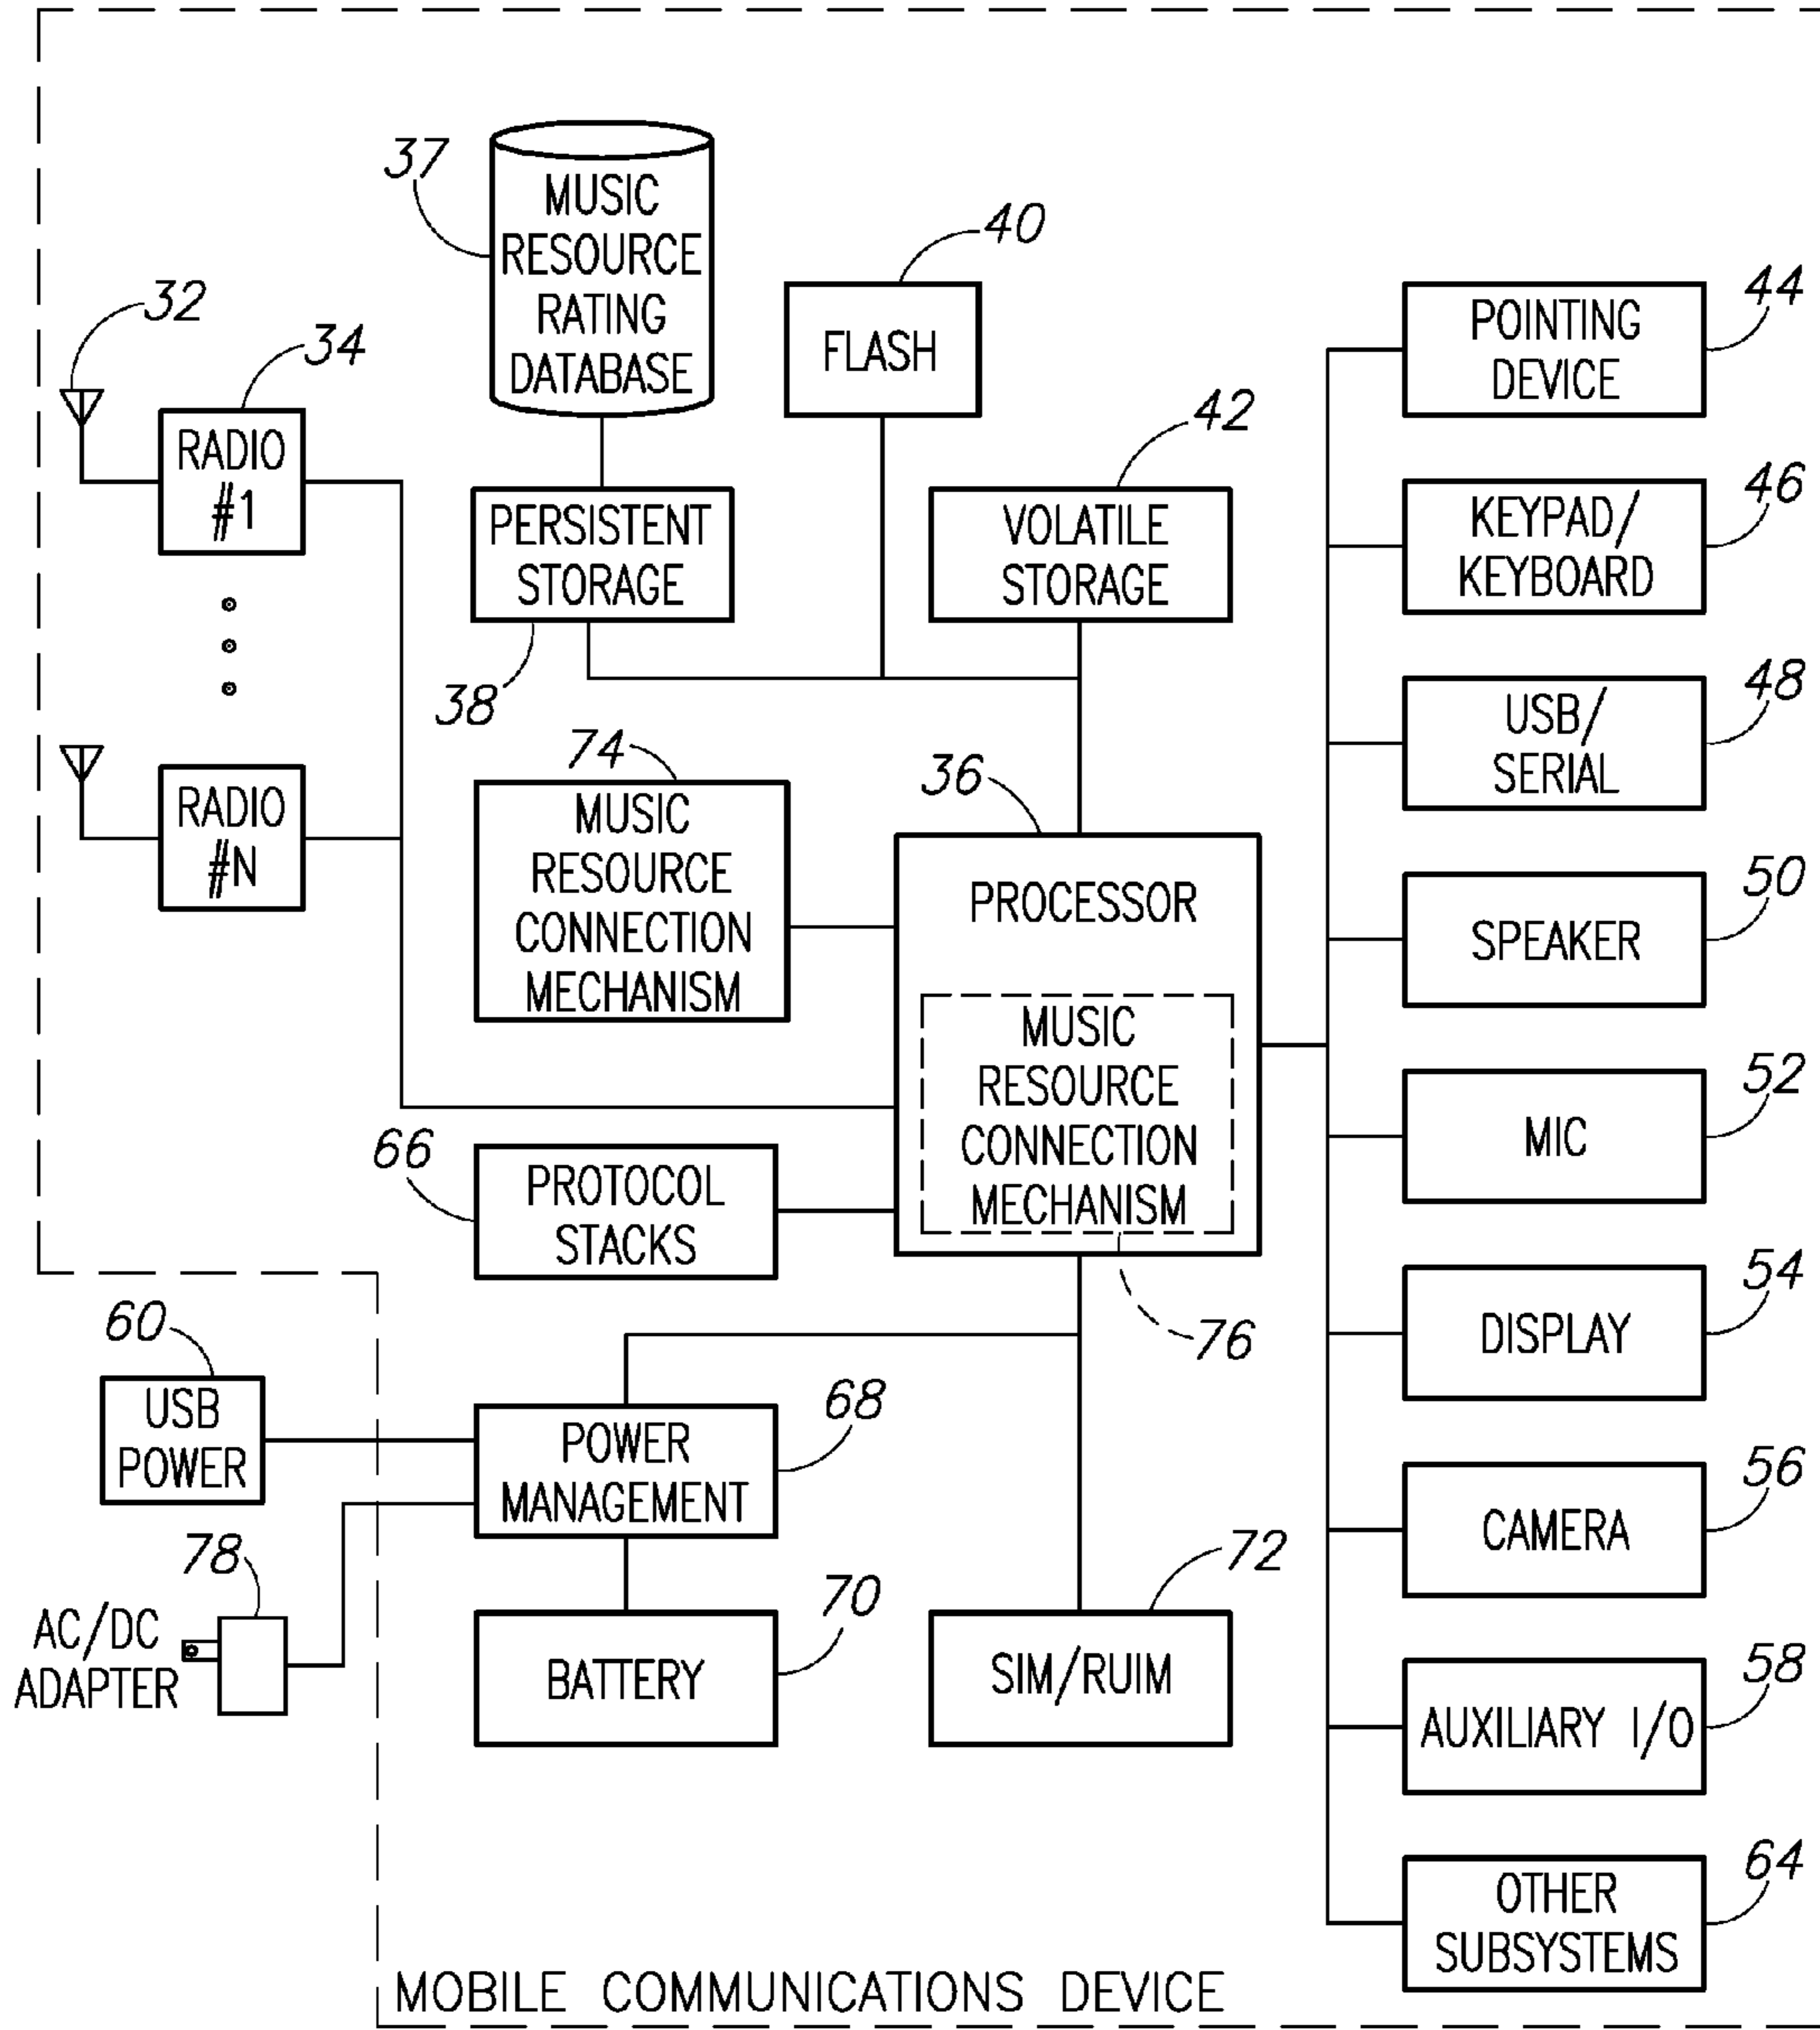 37
MUSIC
RESOURCE
RATING
DATABASE
40
FLASH
32
34
RADIO
#1
42
PERSISTENT
STORAGE
38
VOLATILE
STORAGE
RADIO
#N
74
MUSIC
RESOURCE
CONNECTION
MECHANISM
36
PROCESSOR
MUSIC
RESOURCE
CONNECTION
MECHANISM
76
66
PROTOCOL
STACKS
60
USB
POWER
68
POWER
MANAGEMENT
78
AC/DC
ADAPTER
70
BATTERY
72
SIM/RUIM
44
POINTING
DEVICE
46
KEYPAD/
KEYBOARD
48
USB/
SERIAL
50
SPEAKER
52
MIC
54
DISPLAY
56
CAMERA
58
AUXILIARY I/O
64
OTHER
SUBSYSTEMS
MOBILE COMMUNICATIONS DEVICE